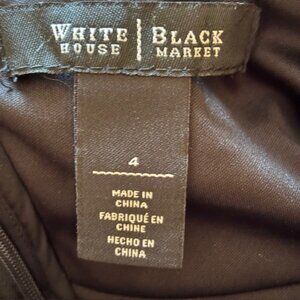 WHITE | BLACK
HOUSE | MARKET
4
MADE IN
CHINA
FABRIQUÉ EN
CHINE
HECHO EN
CHINA